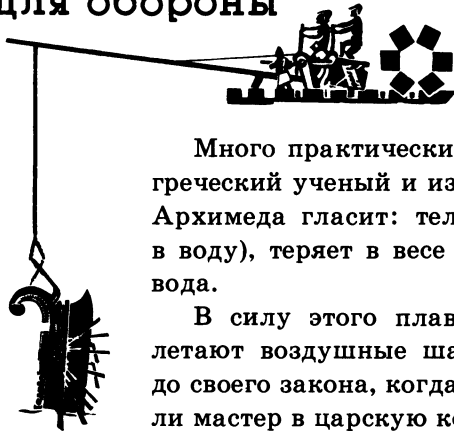 для обороны
Много практически
греческий ученый и из
Архимеда гласит: тел
в воду), теряет в весе
вода.
В силу этого плав
летают воздушные ша
до своего закона, когда
ли мастер в царскую ко